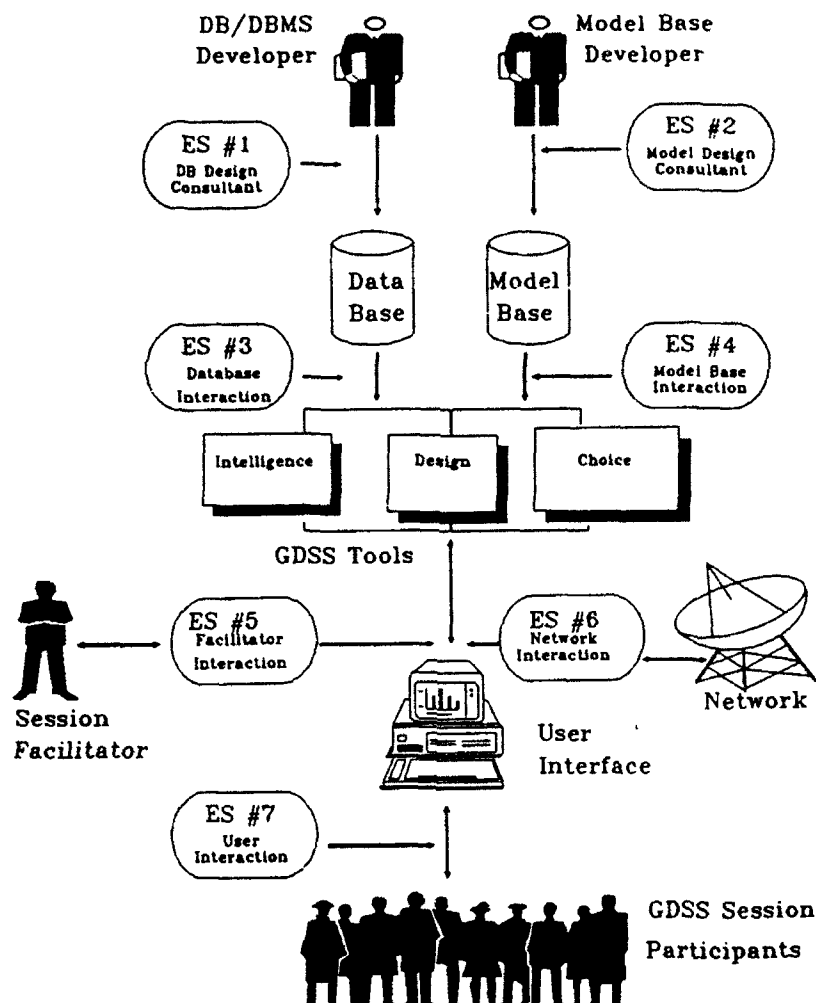 DB/DBMS
Developer
Model Base
Developer
ES #1
DB Design
Consultant
ES #2
Model Design
Consultant
Data
Base
Model
Base
ES #3
Database
Interaction
ES #4
Model Base
Interaction
Intelligence
Design
Choice
GDSS Tools
ES #5
Facilitator
Interaction
ES #6
Network
Interaction
Session
Facilitator
Network
User
Interface
ES #7
User
Interaction
GDSS Session
Participants